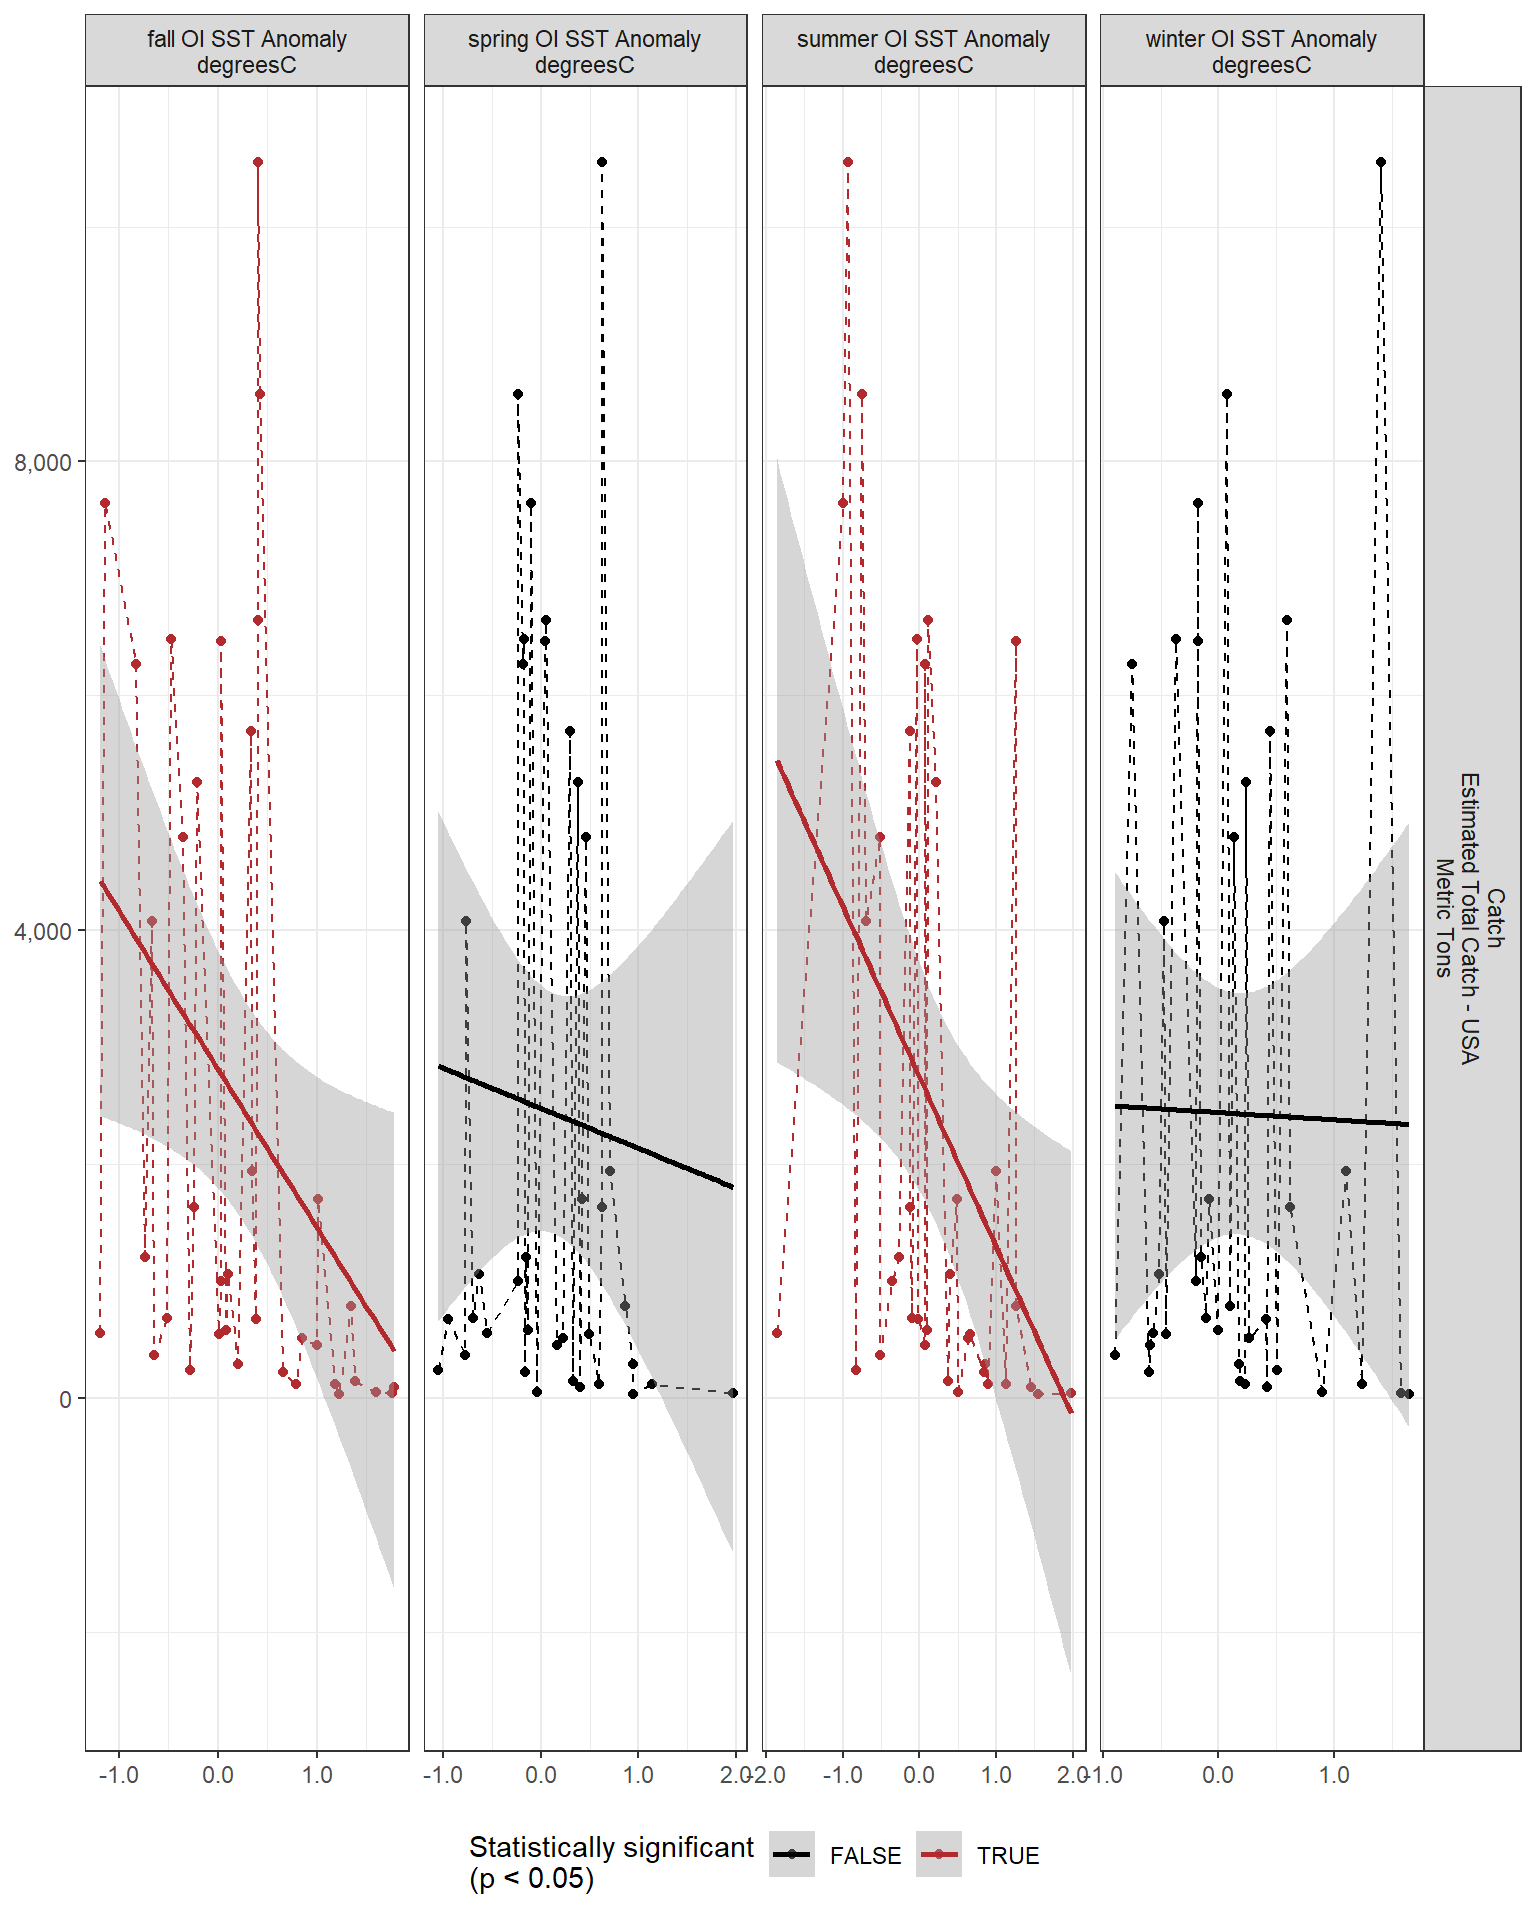 fall OI SST Anomaly
degreesC
spring OI SST Anomaly
degreesC
summer OI SST Anomaly
degreesC
winter OI SST Anomaly
degreesC
8,000
4,000
0
Catch
Estimated Total Catch - USA
Metric Tons
-1.0 0.0 1.0
-1.0 0.0 1.0 2.0
-2.0 -1.0 0.0 1.0 2.0
-1.0 0.0 1.0
Statistically significant
(p < 0.05)
FALSE TRUE